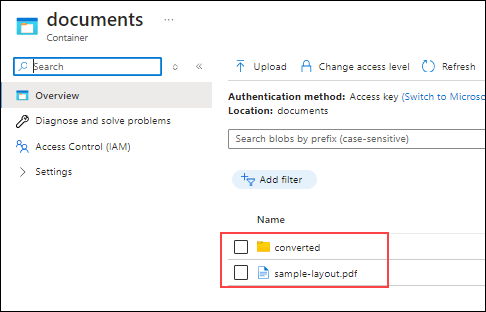 documents
...
Container
Search
«
Overview
Diagnose and solve problems
Access Control (IAM)
Settings
Upload
Change access level
Refresh
Authentication method: Access key (Switch to Microso
Location: documents
Search blobs by prefix (case-sensitive)
Add filter
Name
converted
sample-layout.pdf